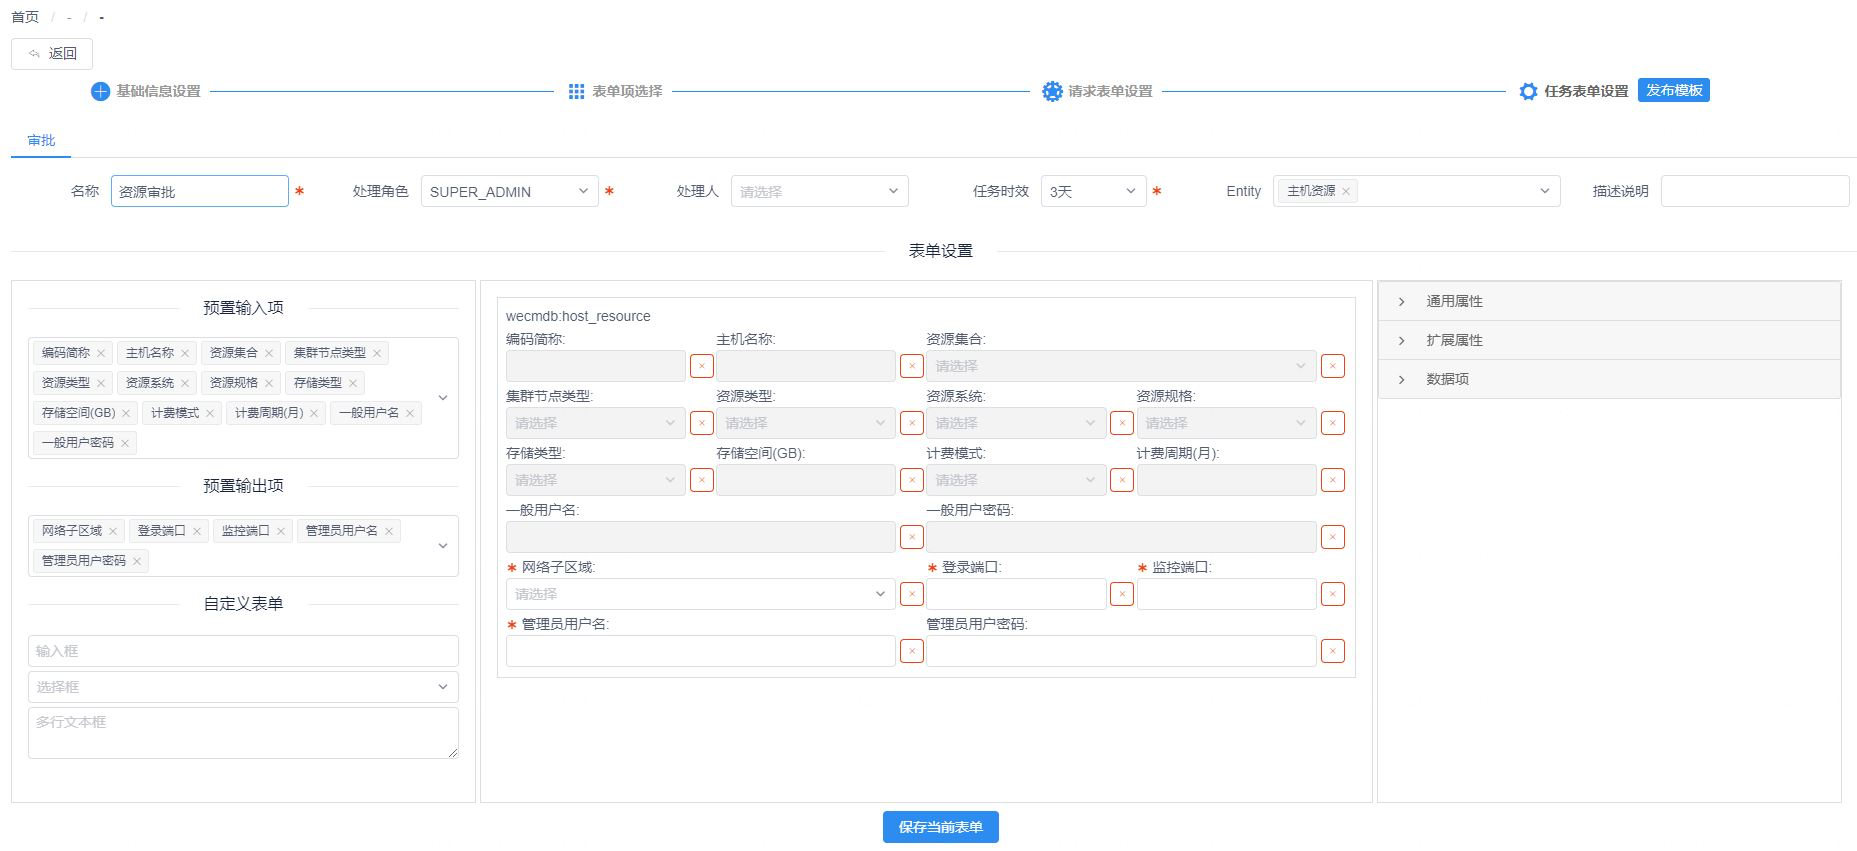 首页 / - / -
返回
基础信息设置 表单项选择 请求表单设置 任务表单设置 发布模板
审批
名称 资源审批 * 处理角色 SUPER_ADMIN * 处理人 请选择 任务时效 3天 * Entity 主机资源 × 描述说明
表单设置
预置输入项
编码简称 × 主机名称 × 资源集合 × 集群节点类型 ×
资源类型 × 资源系统 × 资源规格 × 存储类型 ×
存储空间(GB) × 计费模式 × 计费周期(月) × 一般用户名 ×
一般用户密码 ×
预置输出项
网络子区域 × 登录端口 × 监控端口 × 管理员用户名 ×
管理员用户密码 ×
自定义表单
输入框
选择框
多行文本框
wecmdb:host_resource
编码简称: 主机名称: 资源集合:
请选择
集群节点类型: 资源类型: 资源系统: 资源规格:
请选择 请选择 请选择 请选择
存储类型: 存储空间(GB): 计费模式: 计费周期(月):
请选择 请选择
一般用户名: 一般用户密码:
* 网络子区域: * 登录端口: * 监控端口:
请选择
* 管理员用户名: 管理员用户密码:
通用属性
扩展属性
数据项
保存当前表单